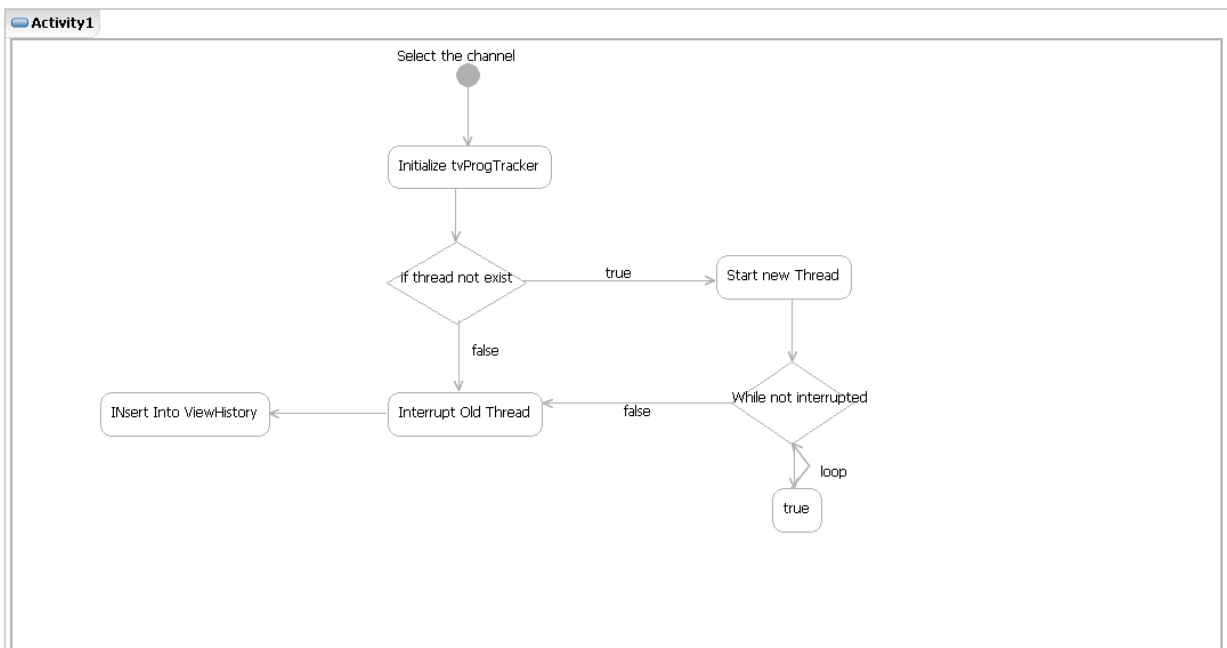 Activity1
Select the channel
Initialize tvProgTracker
if thread not exist
true
Start new Thread
false
INsert Into ViewHistory
Interrupt Old Thread
false
While not interrupted
loop
true